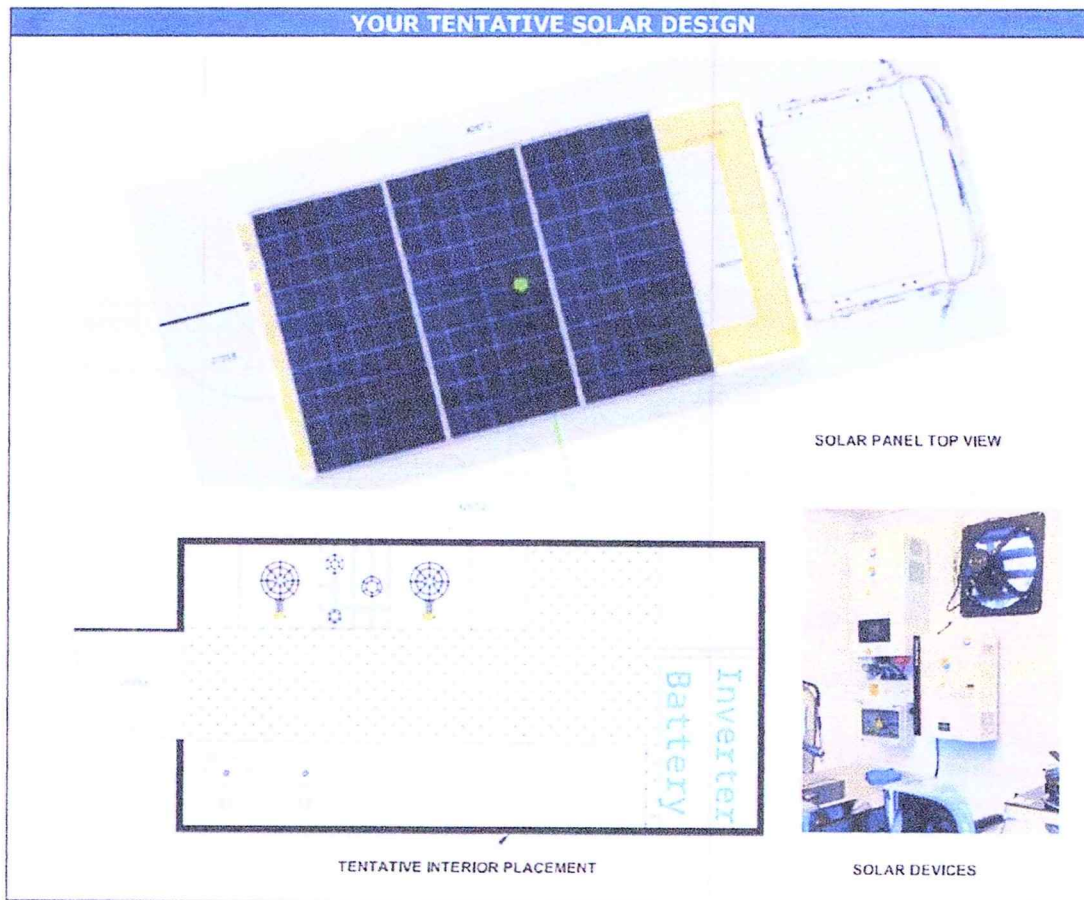 YOUR TENTATIVE SOLAR DESIGN
SOLAR PANEL TOP VIEW
Inverter
Battery
TENTATIVE INTERIOR PLACEMENT
SOLAR DEVICES